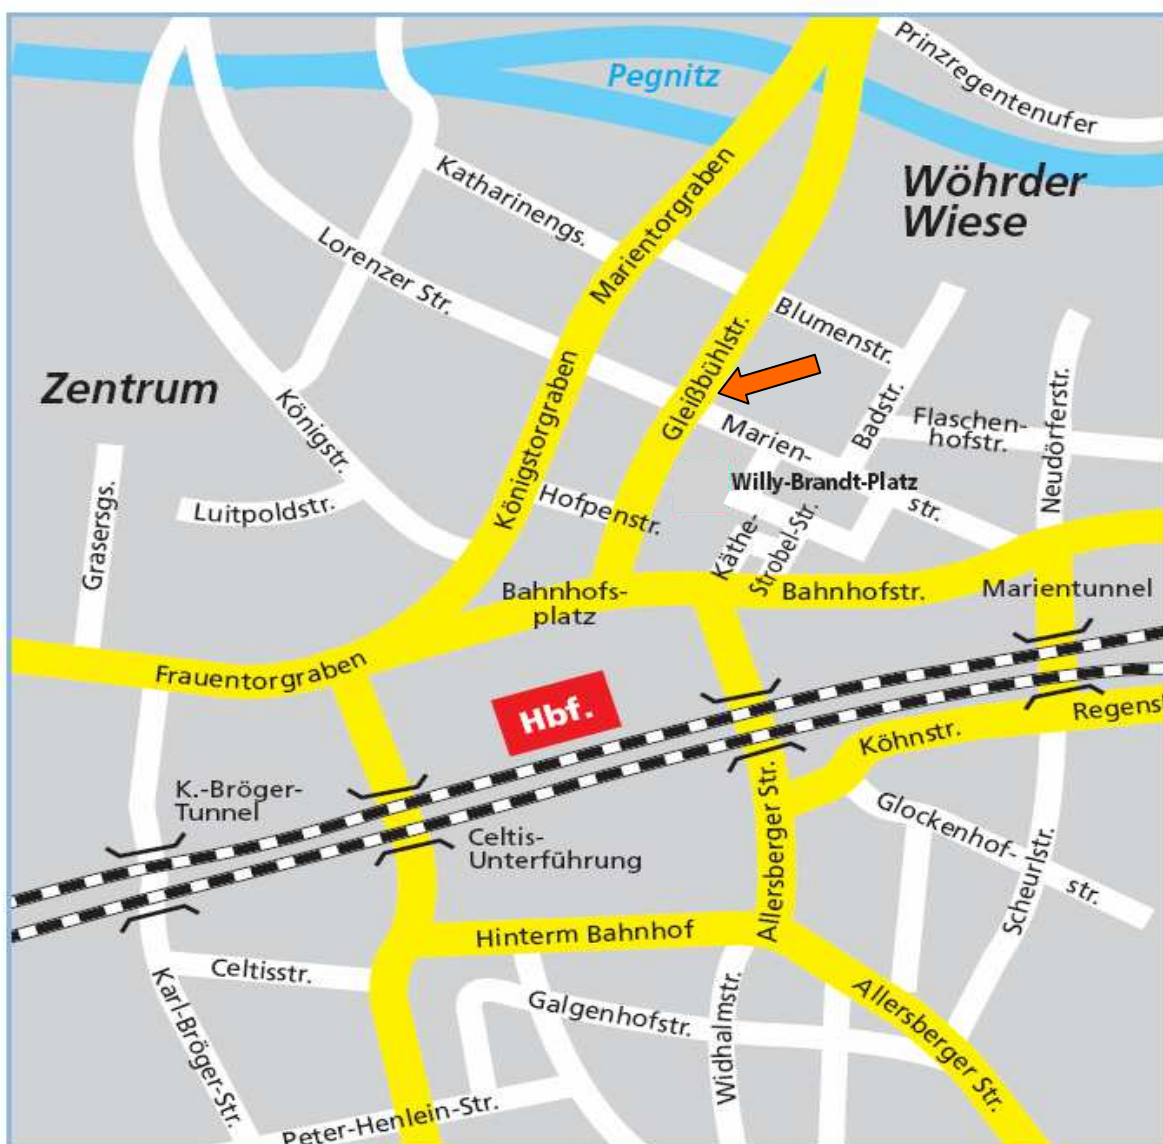 Prinzregentenufer
Pegnitz
Wöhrder
Wiese
Katharinengs.
Marientorgraben
Lorenzer Str.
Blumenstr.
Gleißbühlstr.
Zentrum
Königstr.
Königstorgraben
Marien-
str.
Badstr.
Flaschen-
hofstr.
Neudörferstr.
Willy-Brandt-Platz
Grasersgs.
Luitpoldstr.
Hofpenstr.
Käthe-
Strobel-Str.
Bahnhofs-
platz
Bahnhofstr.
Marientunnel
Frauentorgraben
Hbf.
Regensl
Köhnstr.
K.-Bröger-
Tunnel
Celtis-
Unterführung
Allersberger Str.
Glockenhof-
str.
Scheurlstr.
Hinterm Bahnhof
Celtisstr.
Karl-Bröger-Str.
Galgenhofstr.
Widhalmstr.
Allersberger Str.
Peter-Henlein-Str.